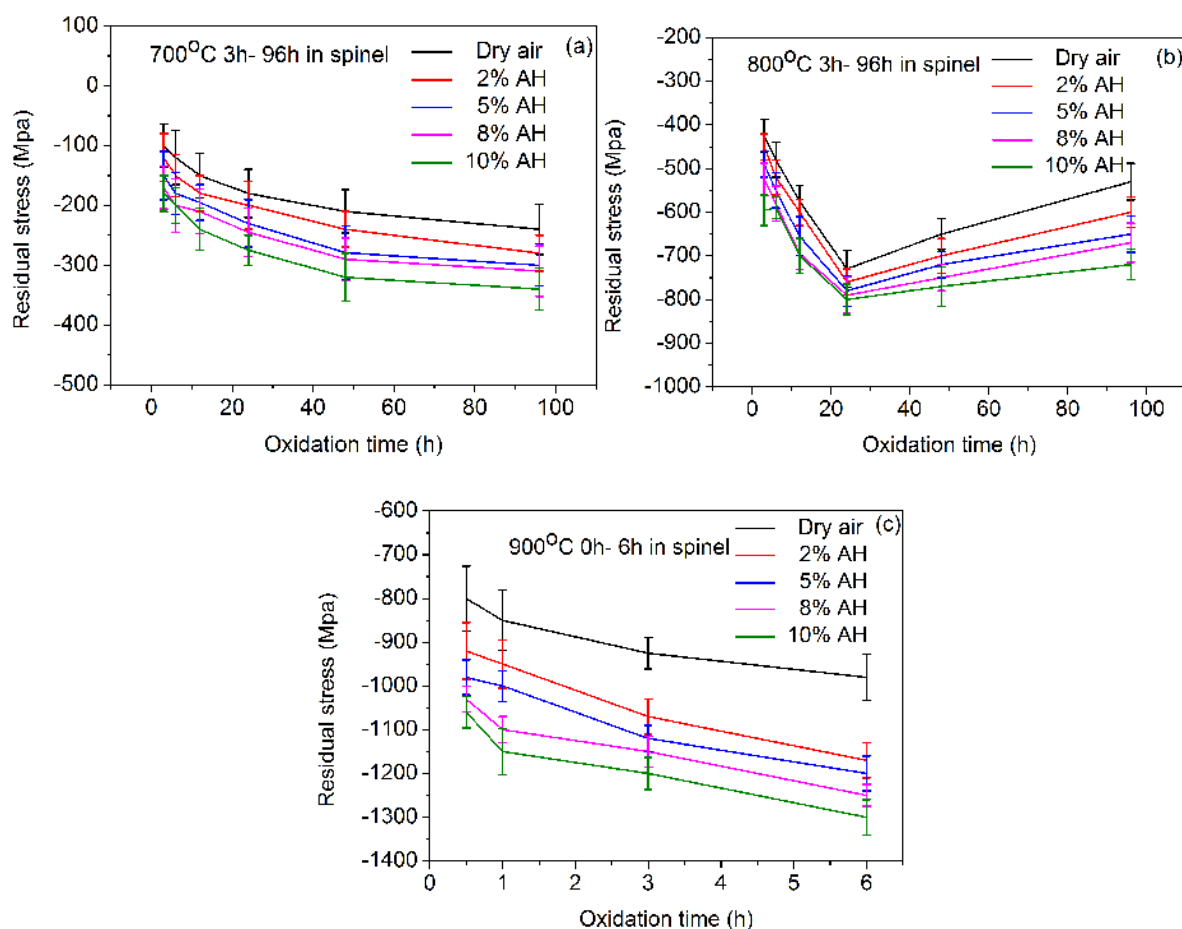 700°C 3h- 96h in spinel
(a)
Dry air
2% AH
5% AH
8% AH
10% AH
100
0
-100
-200
-300
-400
-500
Residual stress (Mpa)
0 20 40 60 80 100
Oxidation time (h)
800°C 3h- 96h in spinel
(b)
Dry air
2% AH
5% AH
8% AH
10% AH
-200
-300
-400
-500
-600
-700
-800
-900
-1000
Residual stress (Mpa)
0 20 40 60 80 100
Oxidation time (h)
900°C 0h- 6h in spinel
(c)
Dry air
2% AH
5% AH
8% AH
10% AH
-600
-700
-800
-900
-1000
-1100
-1200
-1300
-1400
Residual stress (Mpa)
0 1 3 6
Oxidation time (h)